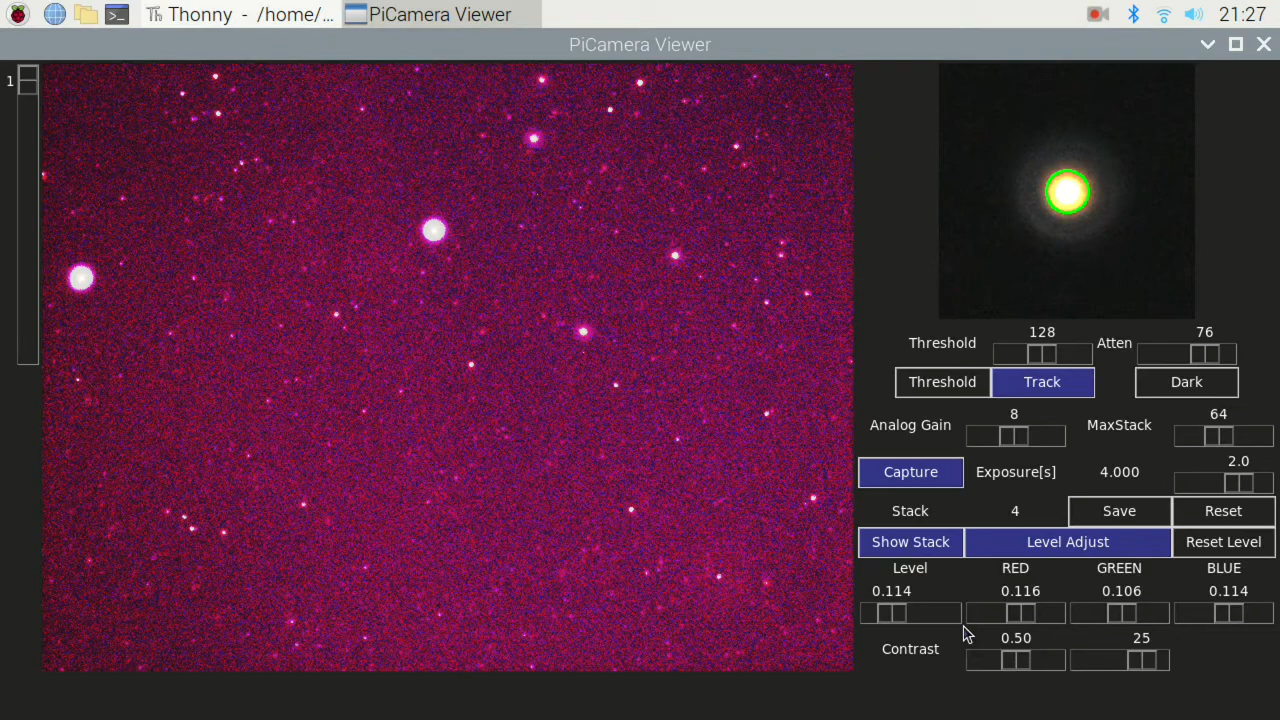 Thonny - /home/...
PiCamera Viewer
21:27
PiCamera Viewer
1
128
76
Threshold
Atten
Threshold
Track
Dark
8
64
Analog Gain
MaxStack
2.0
Capture
Exposure[s]
4.000
Stack
4
Save
Reset
Show Stack
Level Adjust
Reset Level
Level
RED
GREEN
BLUE
0.114
0.116
0.106
0.114
0.50
25
Contrast